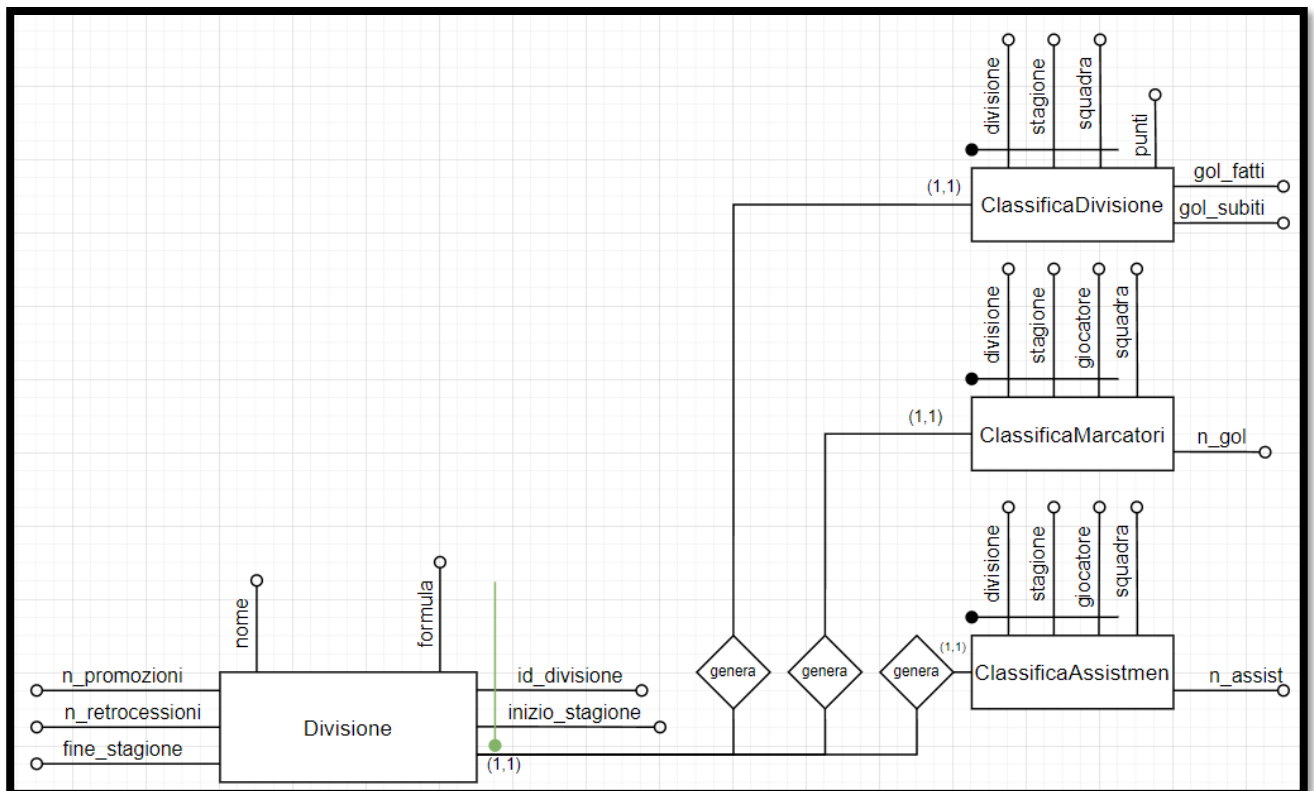 divisione
stagione
squadra
punti
gol_fatti
gol_subiti
(1,1)
ClassificaDivisione
divisione
stagione
giocatore
squadra
(1,1)
ClassificaMarcatori
n_gol
divisione
stagione
giocatore
squadra
(1,1)
ClassificaAssistmen
n_assist
genera
genera
genera
nome
formula
n_promozioni
n_retrocessioni
fine_stagione
Divisione
id_divisione
inizio_stagione
(1,1)